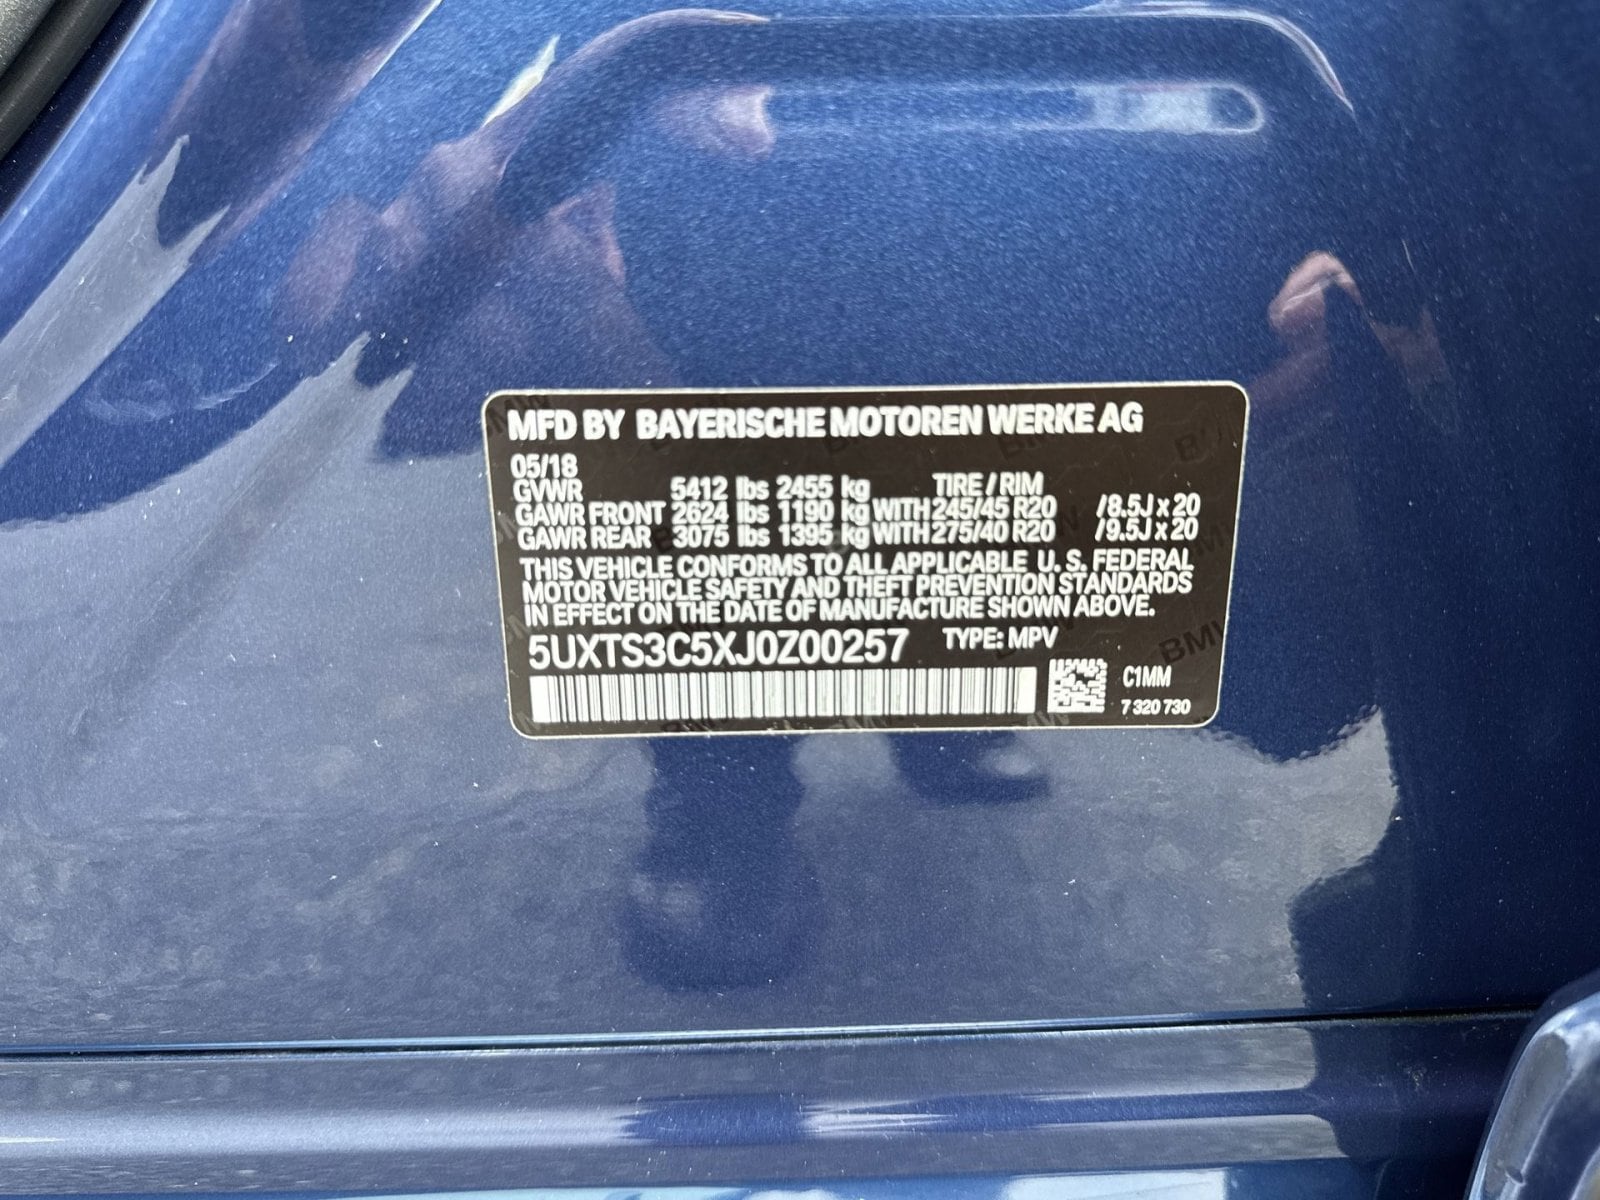 MFD BY BAYERISCHE MOTOREN WERKE AG
05/18
GVWR 5412 lbs 2455 kg TIRE / RIM
GAWR FRONT 2624 lbs 1190 kg WITH 245/45 R20 /8.5J x 20
GAWR REAR 3075 lbs 1395 kg WITH 275/40 R20 /9.5J x 20
THIS VEHICLE CONFORMS TO ALL APPLICABLE U. S. FEDERAL
MOTOR VEHICLE SAFETY AND THEFT PREVENTION STANDARDS
IN EFFECT ON THE DATE OF MANUFACTURE SHOWN ABOVE.
5UXTS3C5XJ0Z00257 TYPE: MPV
C1MM
7 320 730